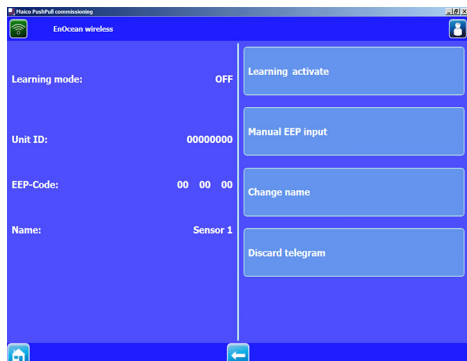 Maico PushPull commissioning
EnOcean wireless
Learning mode: OFF
Unit ID: 00000000
EEP-Code: 00 00 00
Name: Sensor 1
Learning activate
Manual EEP input
Change name
Discard telegram